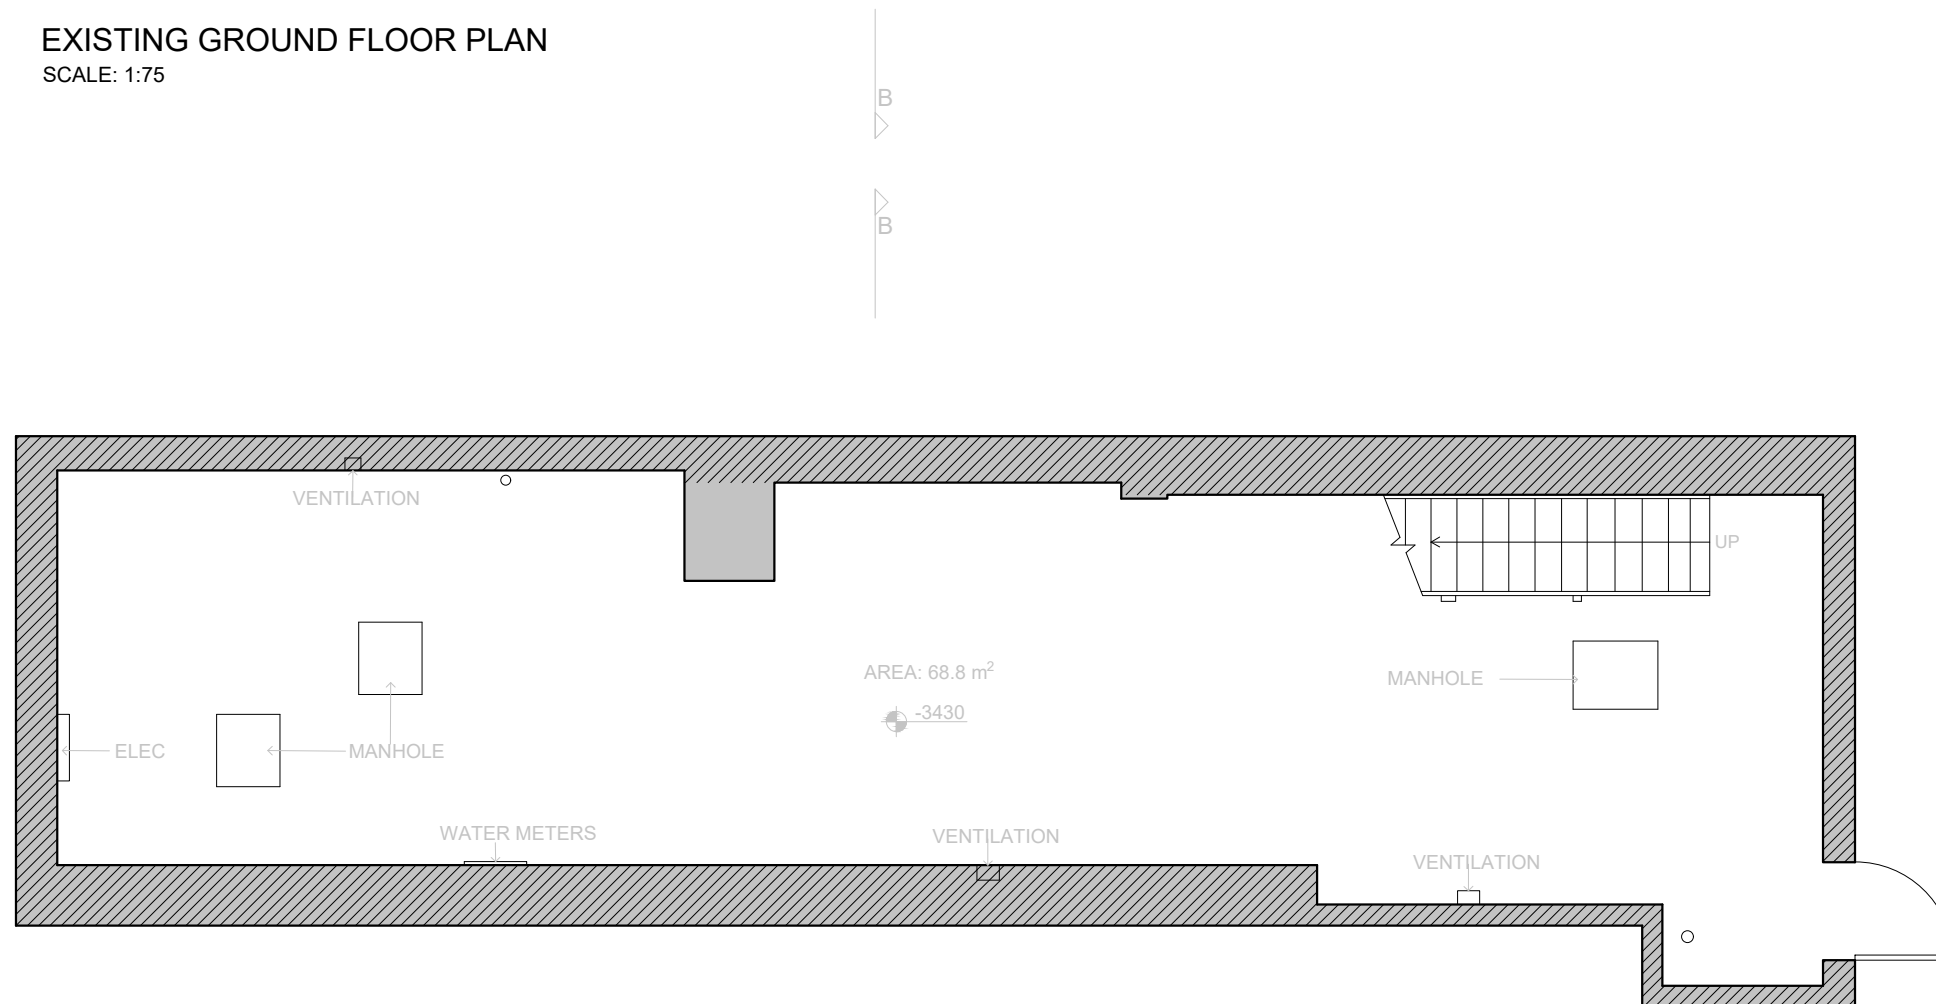 EXISTING GROUND FLOOR PLAN
SCALE: 1:75
B
B
VENTILATION
UP
AREA: 68.8 m²
MANHOLE
-3430
ELEC
MANHOLE
WATER METERS
VENTILATION
VENTILATION